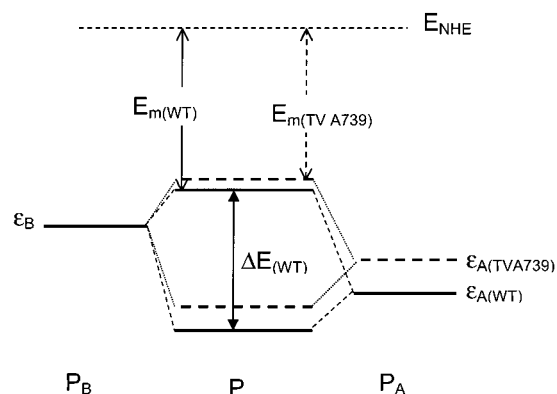 E_NHE
E_m(WT)
E_m(TV A739)
ε_B
ΔE_(WT)
ε_A(TVA739)
ε_A(WT)
P_B P P_A